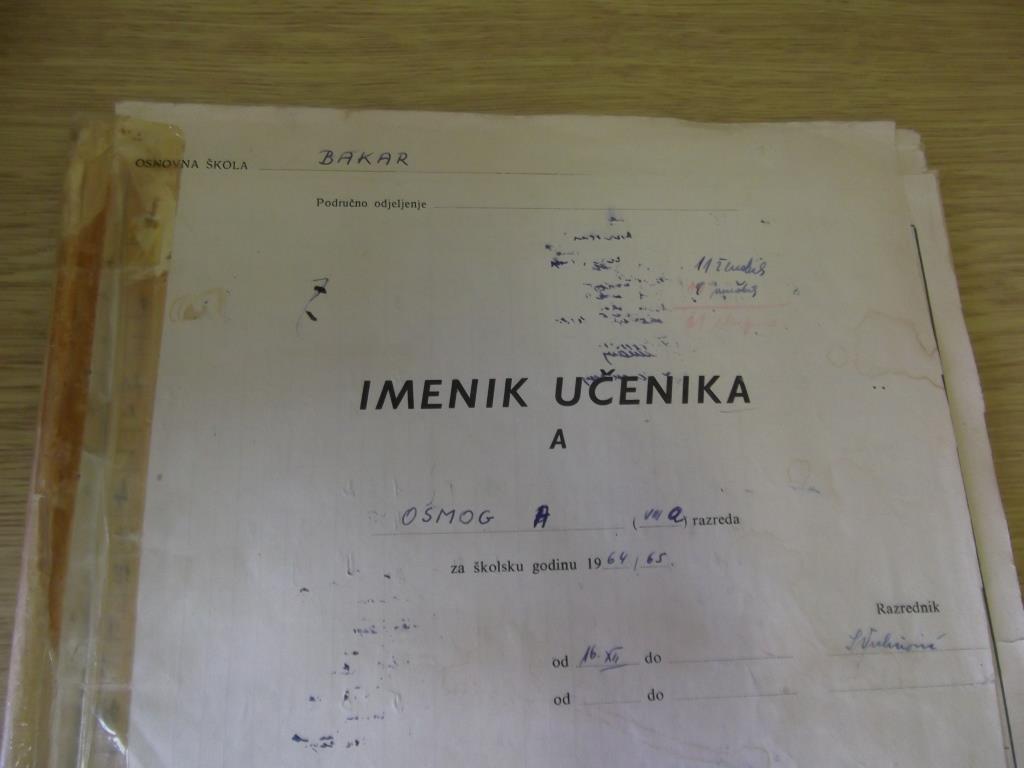 OSNOVNA ŠKOLA BAKAR
Područno odjeljenje
IMENIK UČENIKA
A
OSMOG A (VIII a) razreda
za školsku godinu 1964/65.
Razrednik
od 16. XII do
od do